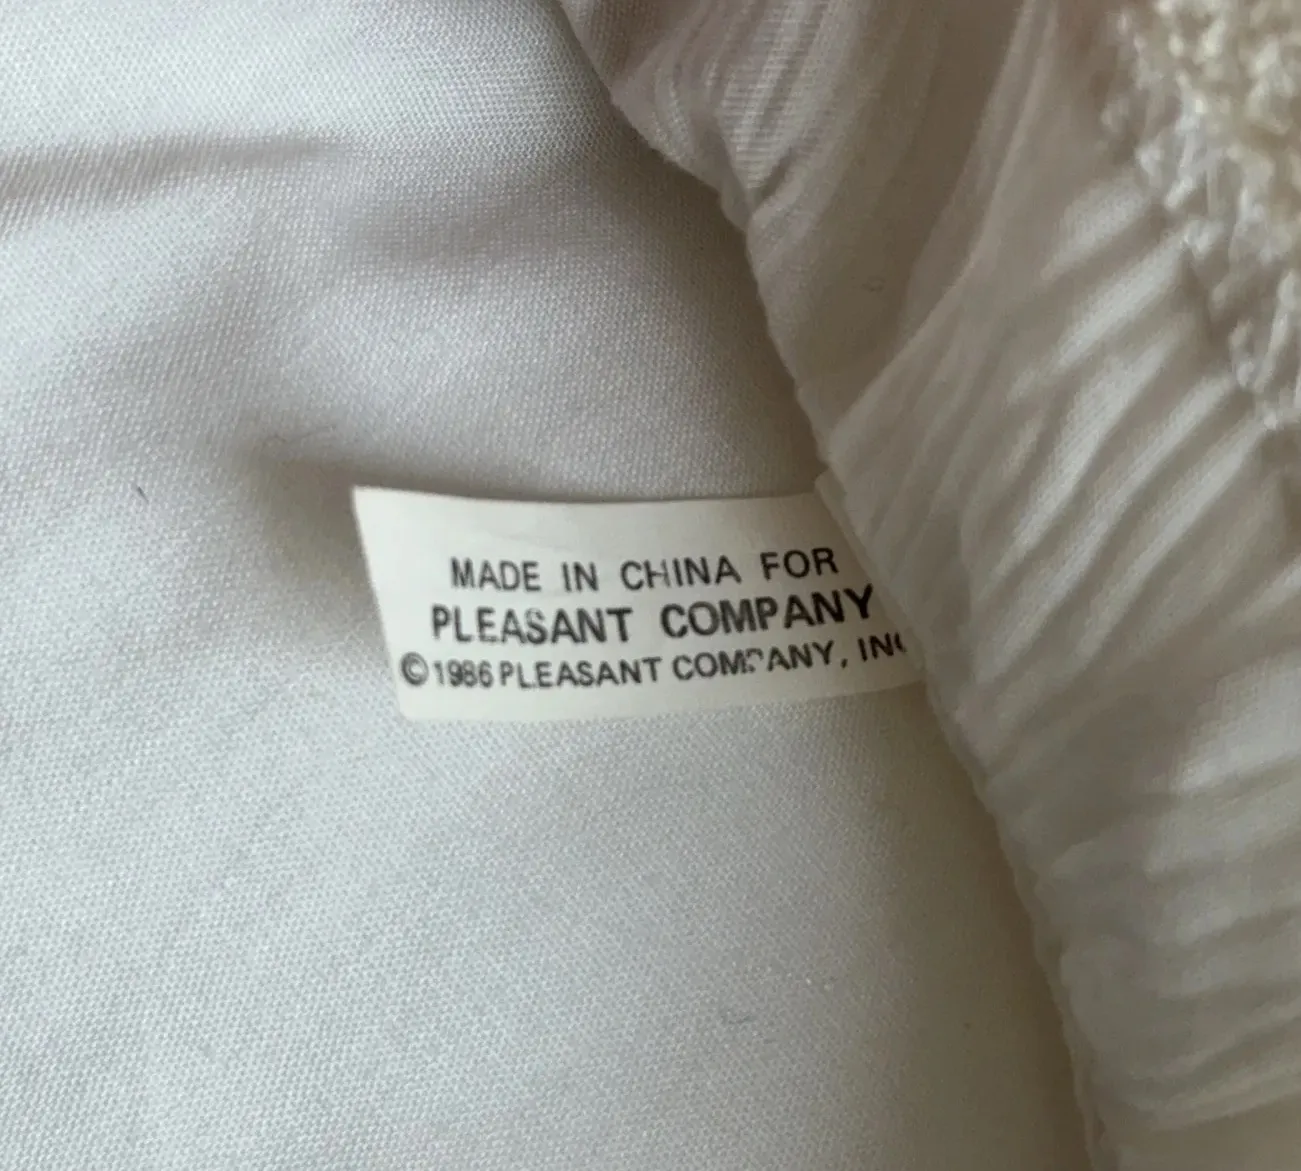 MADE IN CHINA FOR
PLEASANT COMPANY
©1986 PLEASANT COMPANY, INC